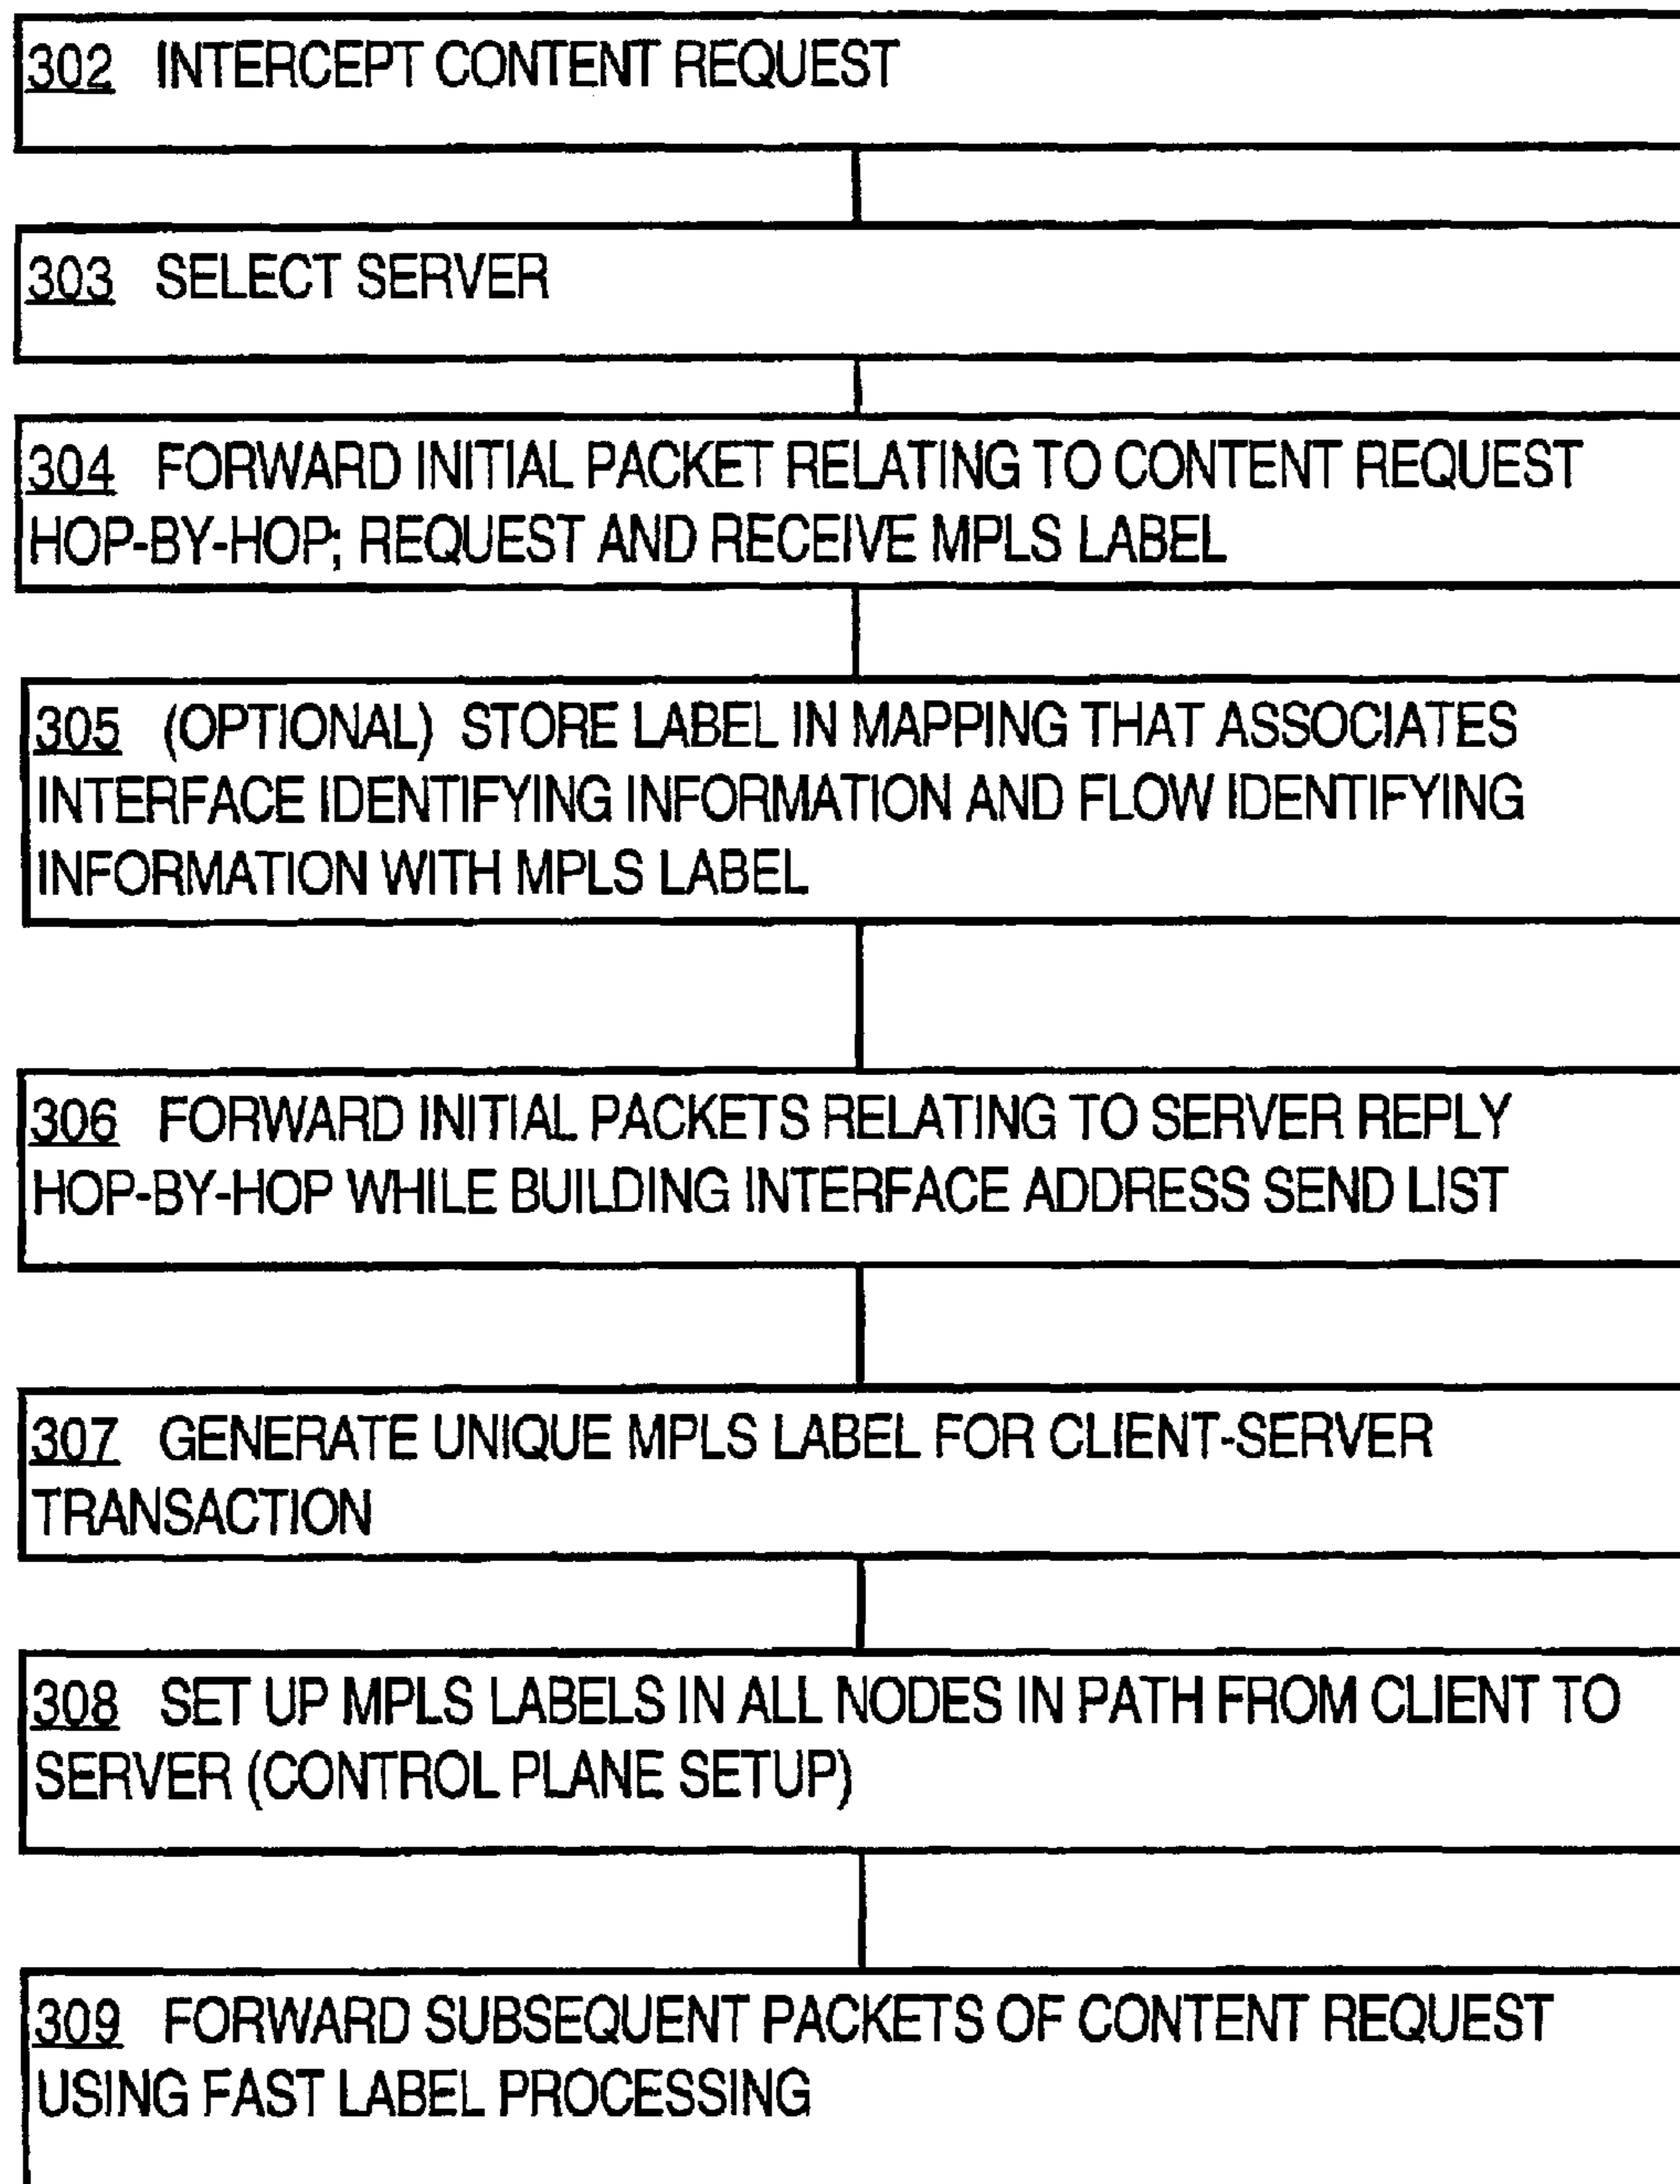 302 INTERCEPT CONTENT REQUEST
303 SELECT SERVER
304 FORWARD INITIAL PACKET RELATING TO CONTENT REQUEST
HOP-BY-HOP; REQUEST AND RECEIVE MPLS LABEL
305 (OPTIONAL) STORE LABEL IN MAPPING THAT ASSOCIATES
INTERFACE IDENTIFYING INFORMATION AND FLOW IDENTIFYING
INFORMATION WITH MPLS LABEL
306 FORWARD INITIAL PACKETS RELATING TO SERVER REPLY
HOP-BY-HOP WHILE BUILDING INTERFACE ADDRESS SEND LIST
307 GENERATE UNIQUE MPLS LABEL FOR CLIENT-SERVER
TRANSACTION
308 SET UP MPLS LABELS IN ALL NODES IN PATH FROM CLIENT TO
SERVER (CONTROL PLANE SETUP)
309 FORWARD SUBSEQUENT PACKETS OF CONTENT REQUEST
USING FAST LABEL PROCESSING